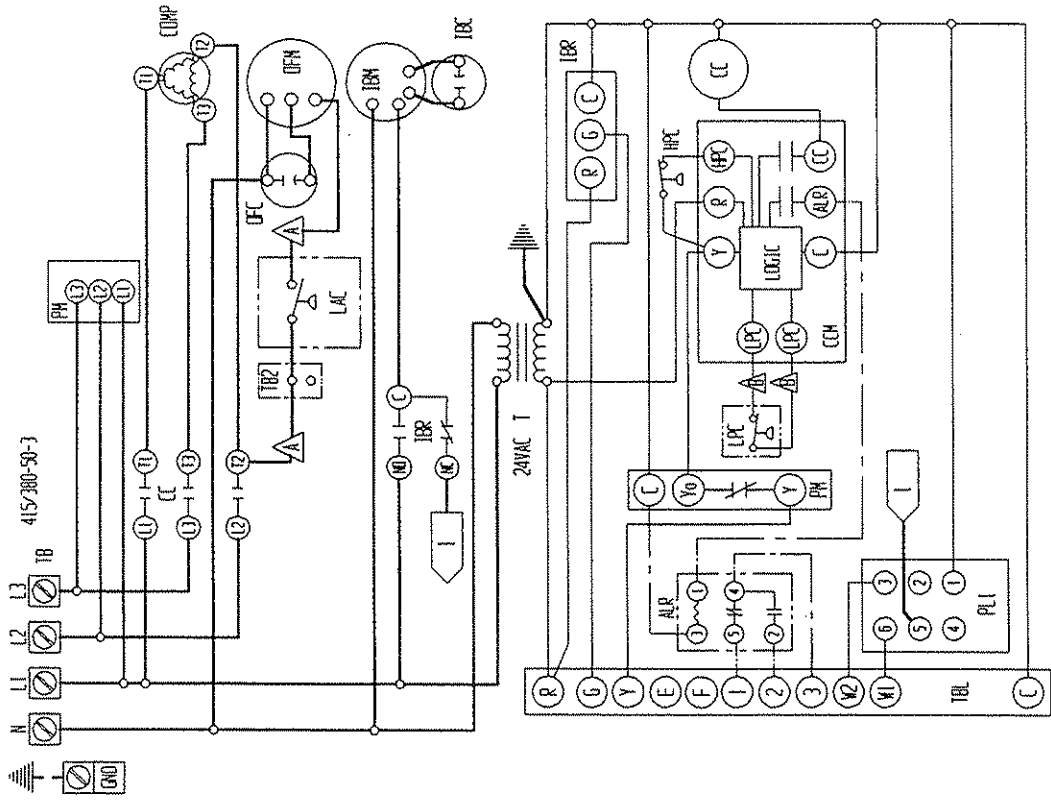 415/380-50-3
GND
N
L1
L2
L3
TB
PM
L3
L2
L1
L1
L3
L2
CC
T1
T3
T2
COMP
T1
T2
T3
A
TB2
LAC
A
OFC
OFM
IBM
IBC
NO
C
IBR
NC
1
24VAC T
IBR
R
G
C
HPC
CC
Y
R
HPC
LOGIC
C
ALR
CC
LPC
LPC
CCM
B
B
LPC
C
Yo
Y
PM
ALR
3
1
5
4
2
1
6
3
5
2
4
1
PL1
R
G
Y
E
F
1
2
3
W2
W1
TBL
C